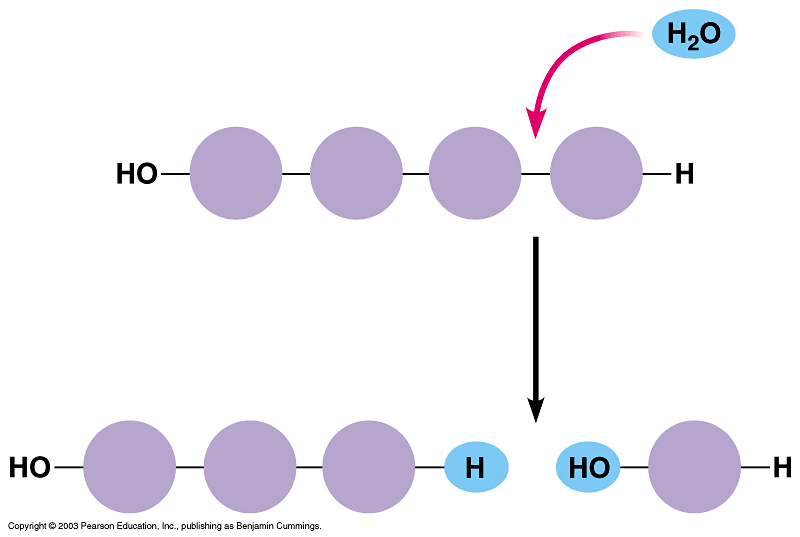 H₂O
HO H
HO H HO H
Copyright © 2003 Pearson Education, Inc., publishing as Benjamin Cummings.